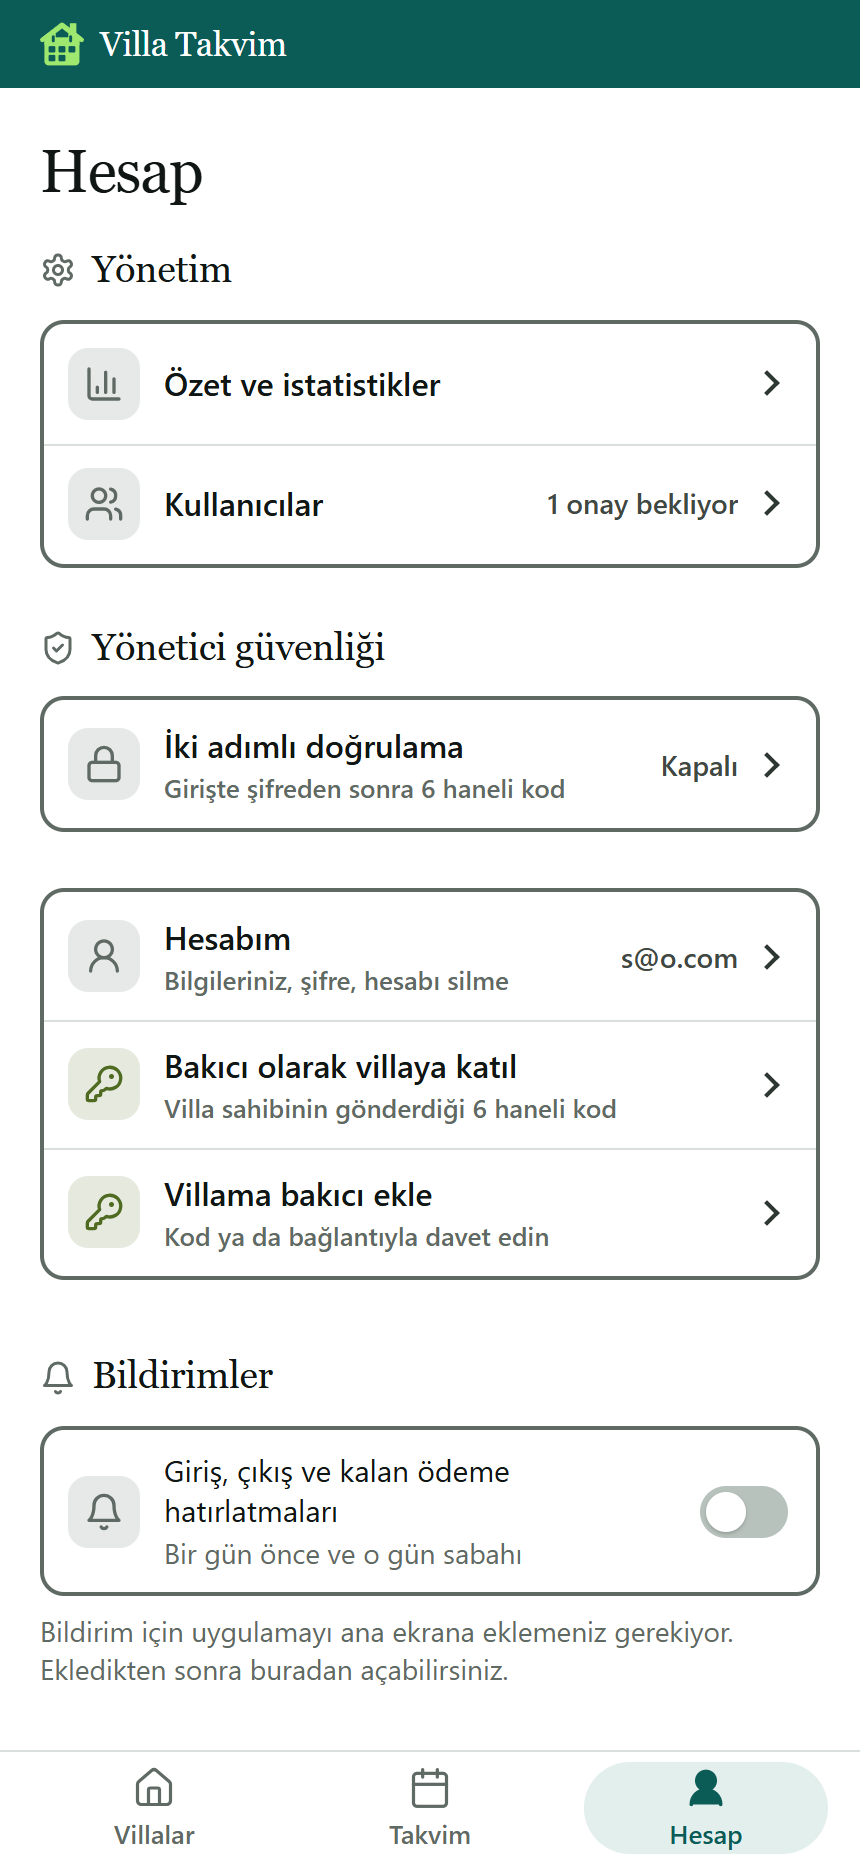 Villa Takvim
Hesap
Yönetim
Özet ve istatistikler
Kullanıcılar
1 onay bekliyor
Yönetici güvenliği
İki adımlı doğrulama
Girişte şifreden sonra 6 haneli kod
Kapalı
Hesabım
Bilgileriniz, şifre, hesabı silme
s@o.com
Bakıcı olarak villaya katıl
Villa sahibinin gönderdiği 6 haneli kod
Villama bakıcı ekle
Kod ya da bağlantıyla davet edin
Bildirimler
Giriş, çıkış ve kalan ödeme
hatırlatmaları
Bir gün önce ve o gün sabahı
Bildirim için uygulamayı ana ekrana eklemeniz gerekiyor.
Ekledikten sonra buradan açabilirsiniz.
Villalar
Takvim
Hesap